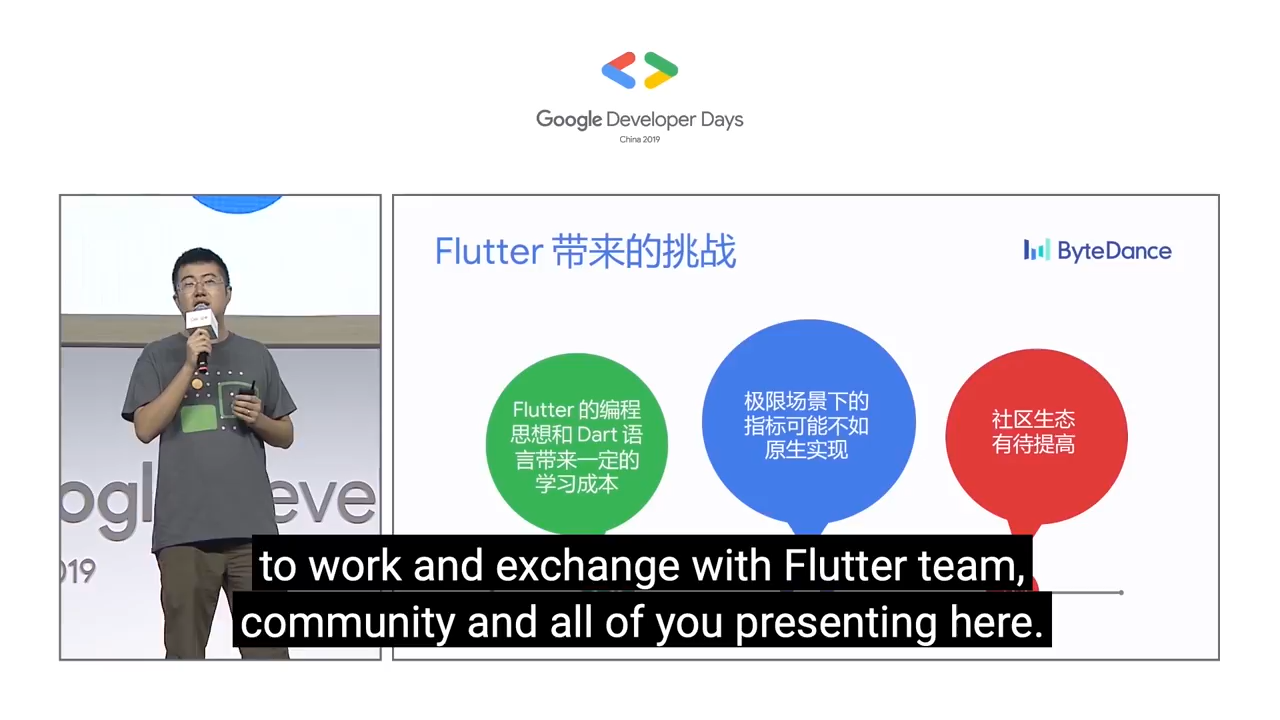 Google Developer Days
China 2019
Flutter 带来的挑战
ByteDance
Flutter 的编程
思想和 Dart 语
言带来一定的
学习成本
极限场景下的
指标可能不如
原生实现
社区生态
有待提高
ogl
eve
019
to work and exchange with Flutter team,
community and all of you presenting here.